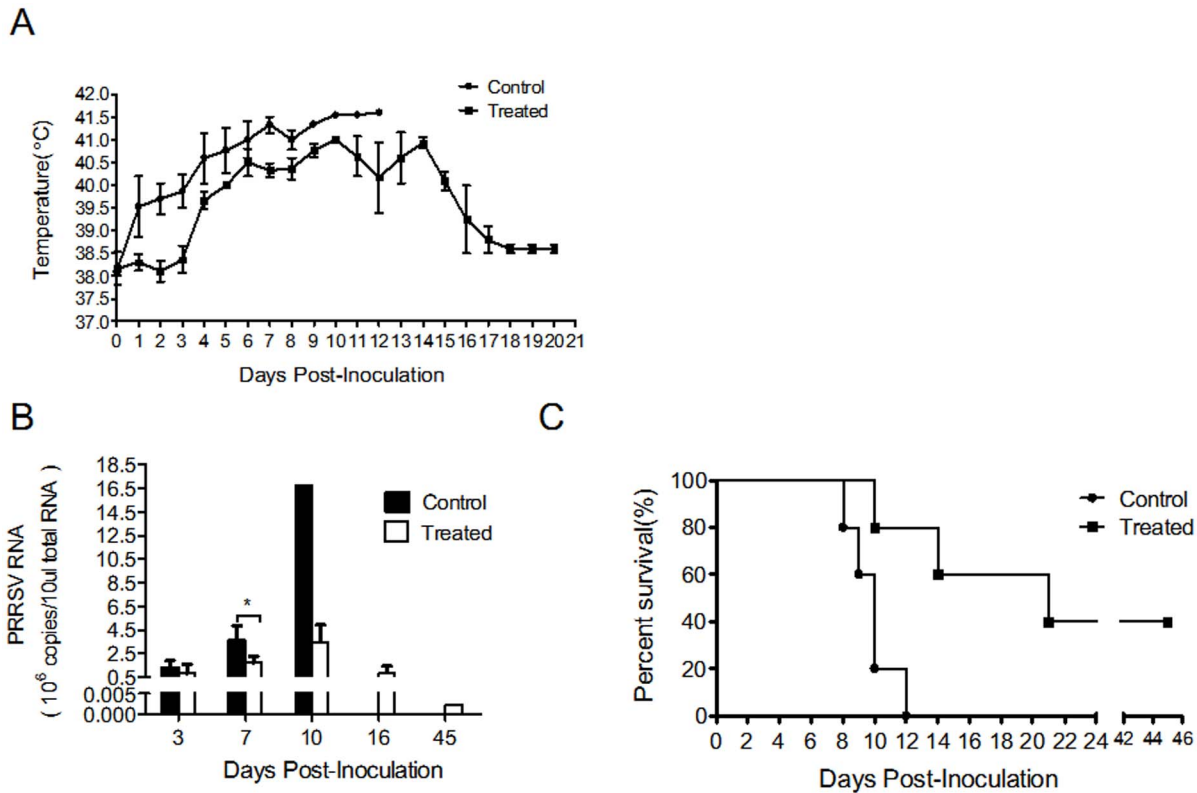 A
Control
Treated
Temperature(°C)
42.0
41.5
41.0
40.5
40.0
39.5
39.0
38.5
38.0
37.5
37.0
0 1 2 3 4 5 6 7 8 9 10 11 12 13 14 15 16 17 18 19 20 21
Days Post-Inoculation
B
PRRSV RNA
( 10⁶ copies/10ul total RNA )
18.5
16.5
14.5
12.5
10.5
8.5
6.5
4.5
2.5
0.5
0.005
0.000
*
Control
Treated
3 7 10 16 45
Days Post-Inoculation
C
Percent survival(%)
100
80
60
40
20
0
Control
Treated
0 2 4 6 8 10 12 14 16 18 20 22 24 42 44 46
Days Post-Inoculation